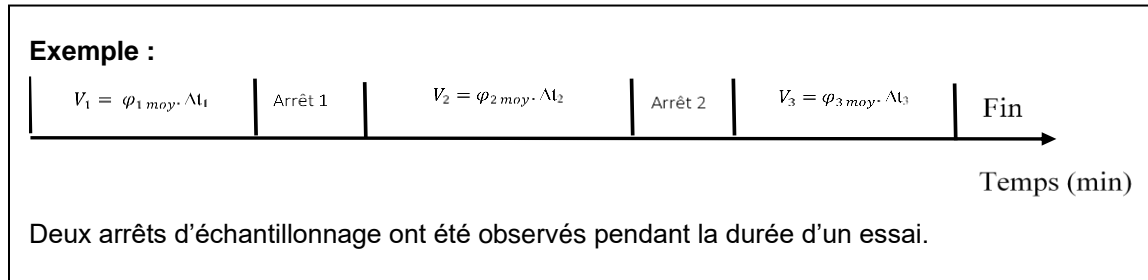 Exemple :
V₁ = φ₁ moy. Δt₁ Arrêt 1 V₂ = φ₂ moy. Δt₂ Arrêt 2 V₃ = φ₃ moy. Δt₃ Fin
Temps (min)
Deux arrêts d’échantillonnage ont été observés pendant la durée d’un essai.